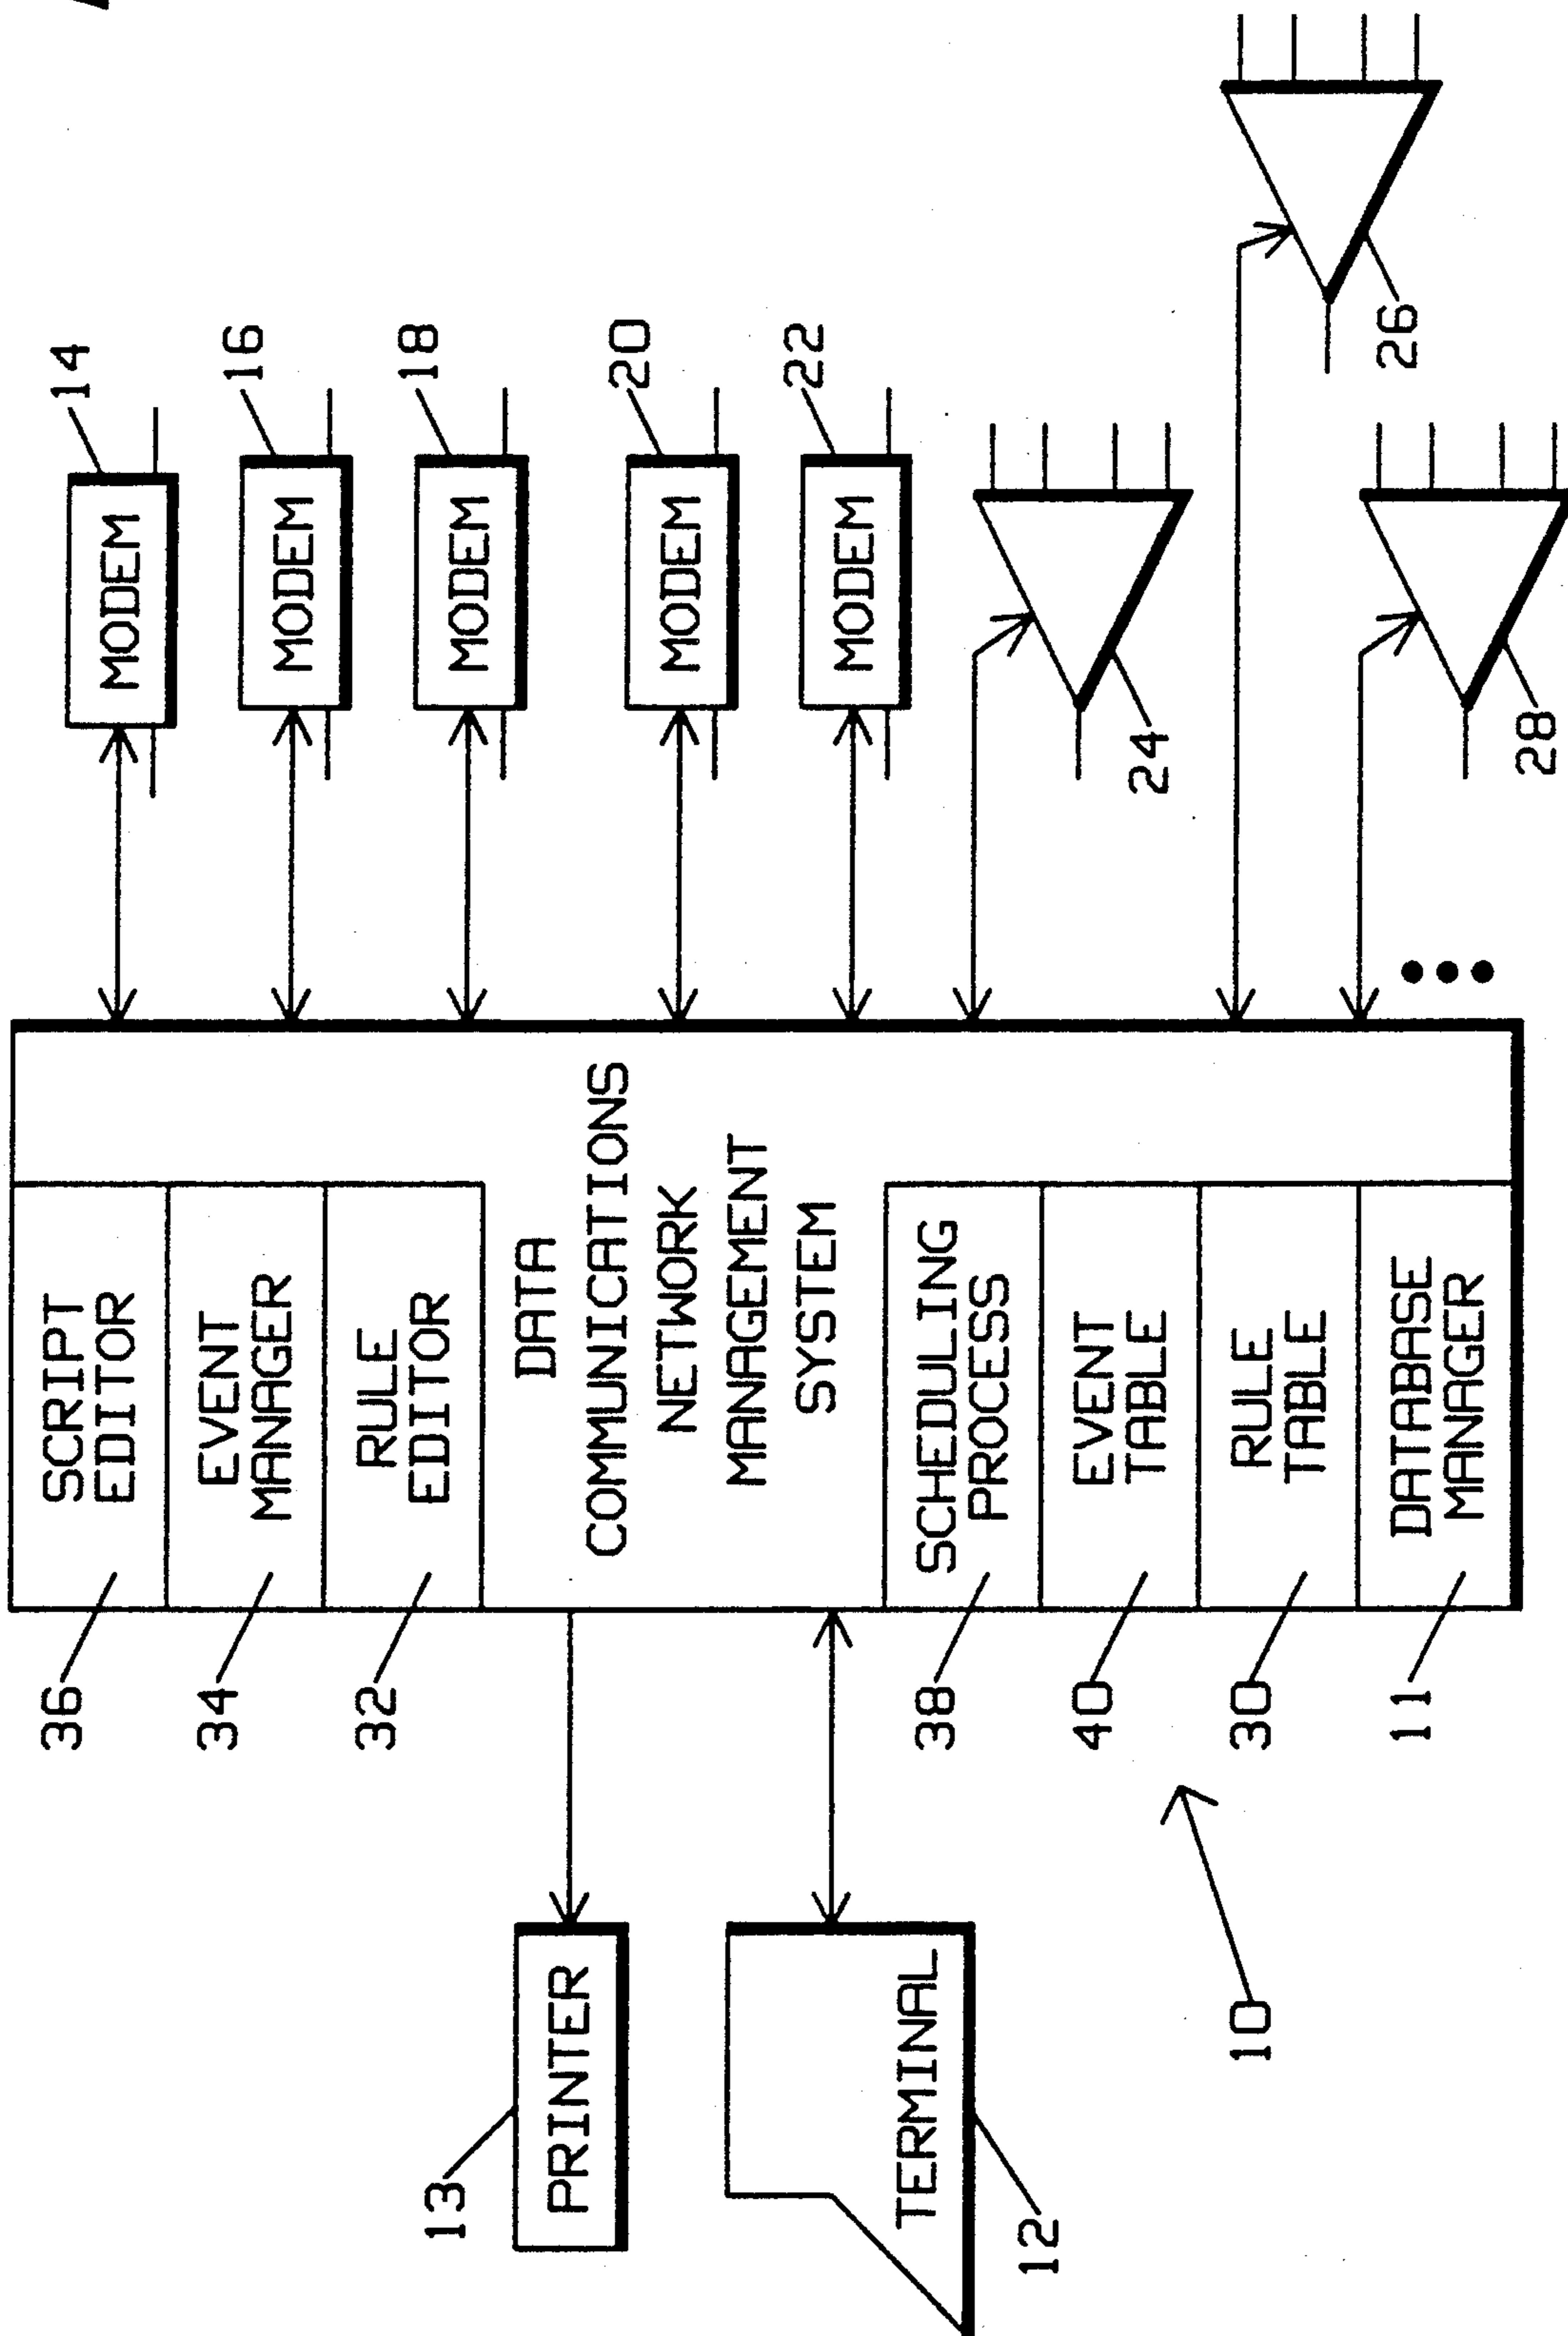 36
SCRIPT
EDITOR
34
EVENT
MANAGER
32
RULE
EDITOR
DATA
COMMUNICATIONS
NETWORK
MANAGEMENT
SYSTEM
38
SCHEDULING
PROCESS
40
EVENT
TABLE
30
RULE
TABLE
11
DATABASE
MANAGER
13
PRINTER
TERMINAL
12
10
MODEM
14
MODEM
16
MODEM
18
MODEM
20
MODEM
22
24
26
28